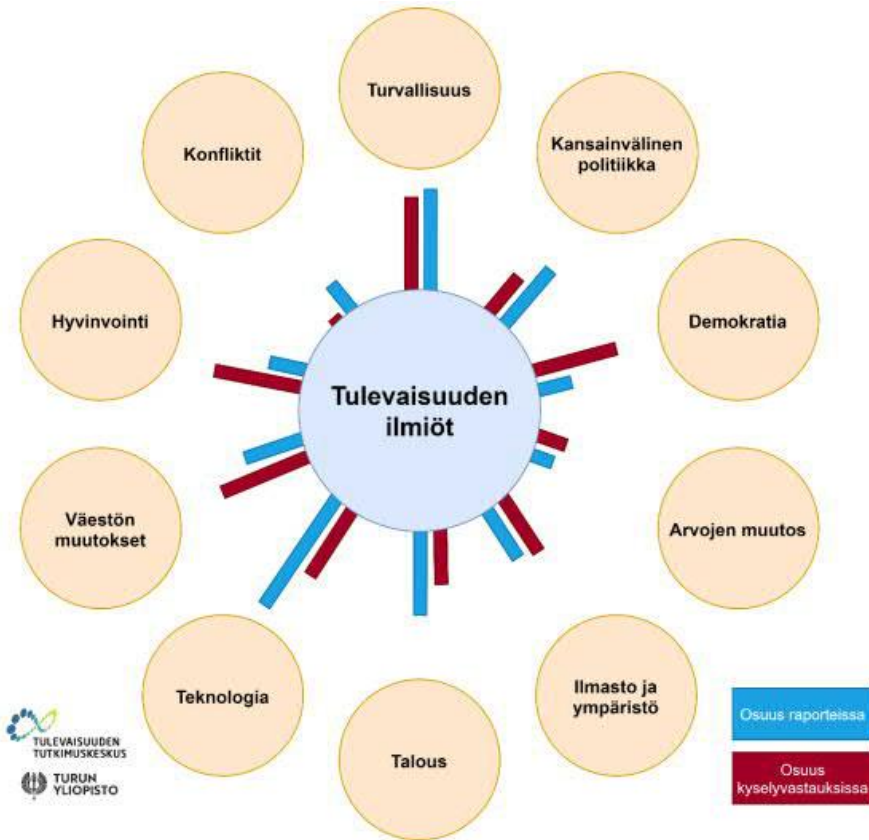 Turvallisuus
Kansainvälinen
politiikka
Konfliktit
Demokratia
Hyvinvointi
Tulevaisuuden
ilmiöt
Arvojen muutos
Väestön
muutokset
Ilmasto ja
ympäristö
Teknologia
Talous
Osuus raporteissa
Osuus
kyselyvastauksissa
TULEVAISUUDEN
TUTKIMUSKESKUS
TURUN
YLIOPISTO